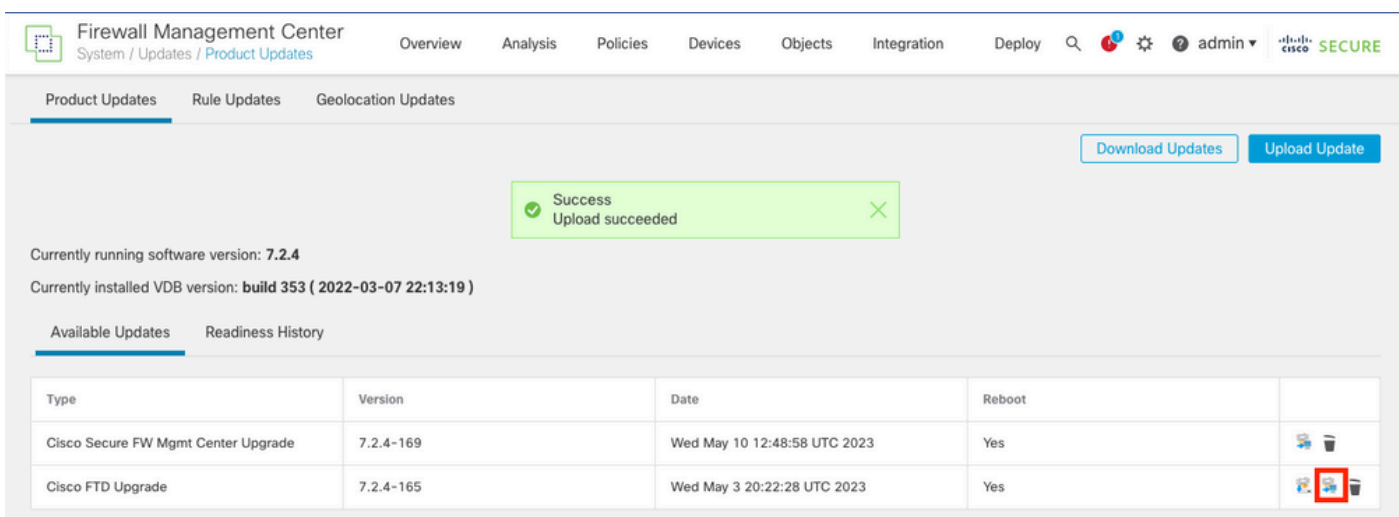 Firewall Management Center
System / Updates / Product Updates
Overview Analysis Policies Devices Objects Integration Deploy 1 admin cisco SECURE
Product Updates Rule Updates Geolocation Updates
Download Updates Upload Update
Success
Upload succeeded
Currently running software version: 7.2.4
Currently installed VDB version: build 353 ( 2022-03-07 22:13:19 )
Available Updates Readiness History
Type Version Date Reboot
Cisco Secure FW Mgmt Center Upgrade 7.2.4-169 Wed May 10 12:48:58 UTC 2023 Yes
Cisco FTD Upgrade 7.2.4-165 Wed May 3 20:22:28 UTC 2023 Yes